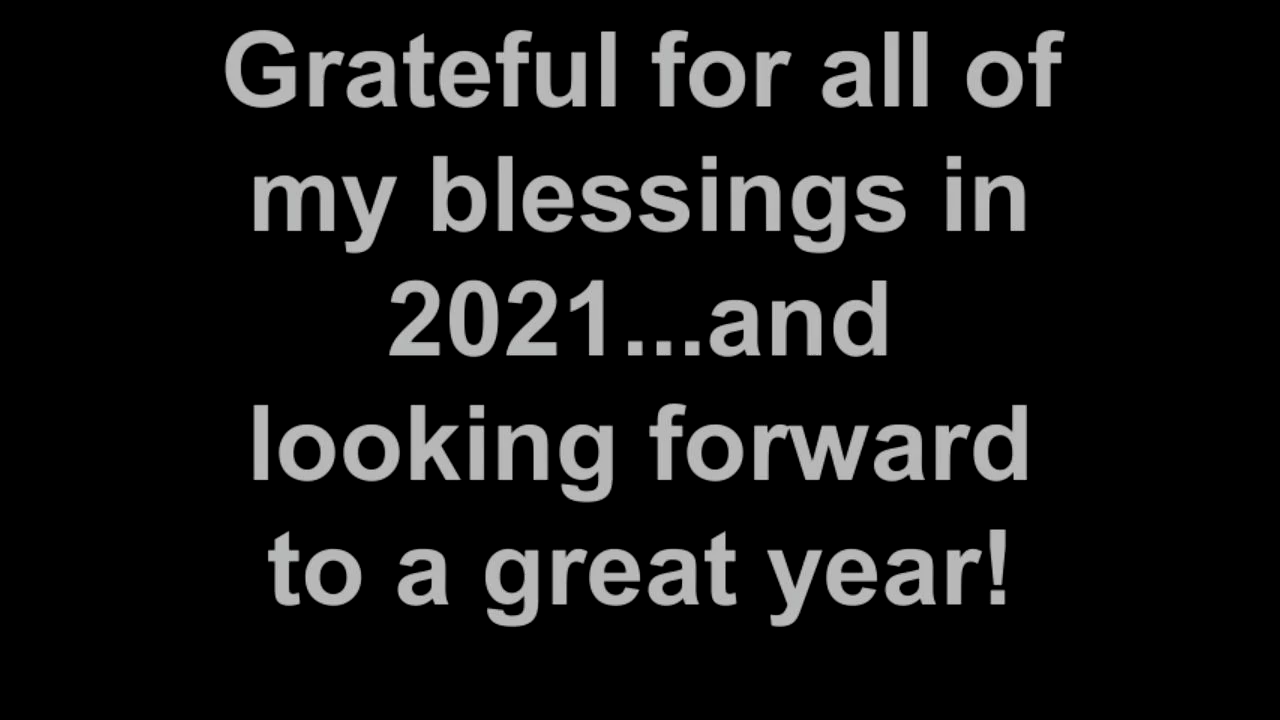 Grateful for all of
my blessings in
2021...and
looking forward
to a great year!